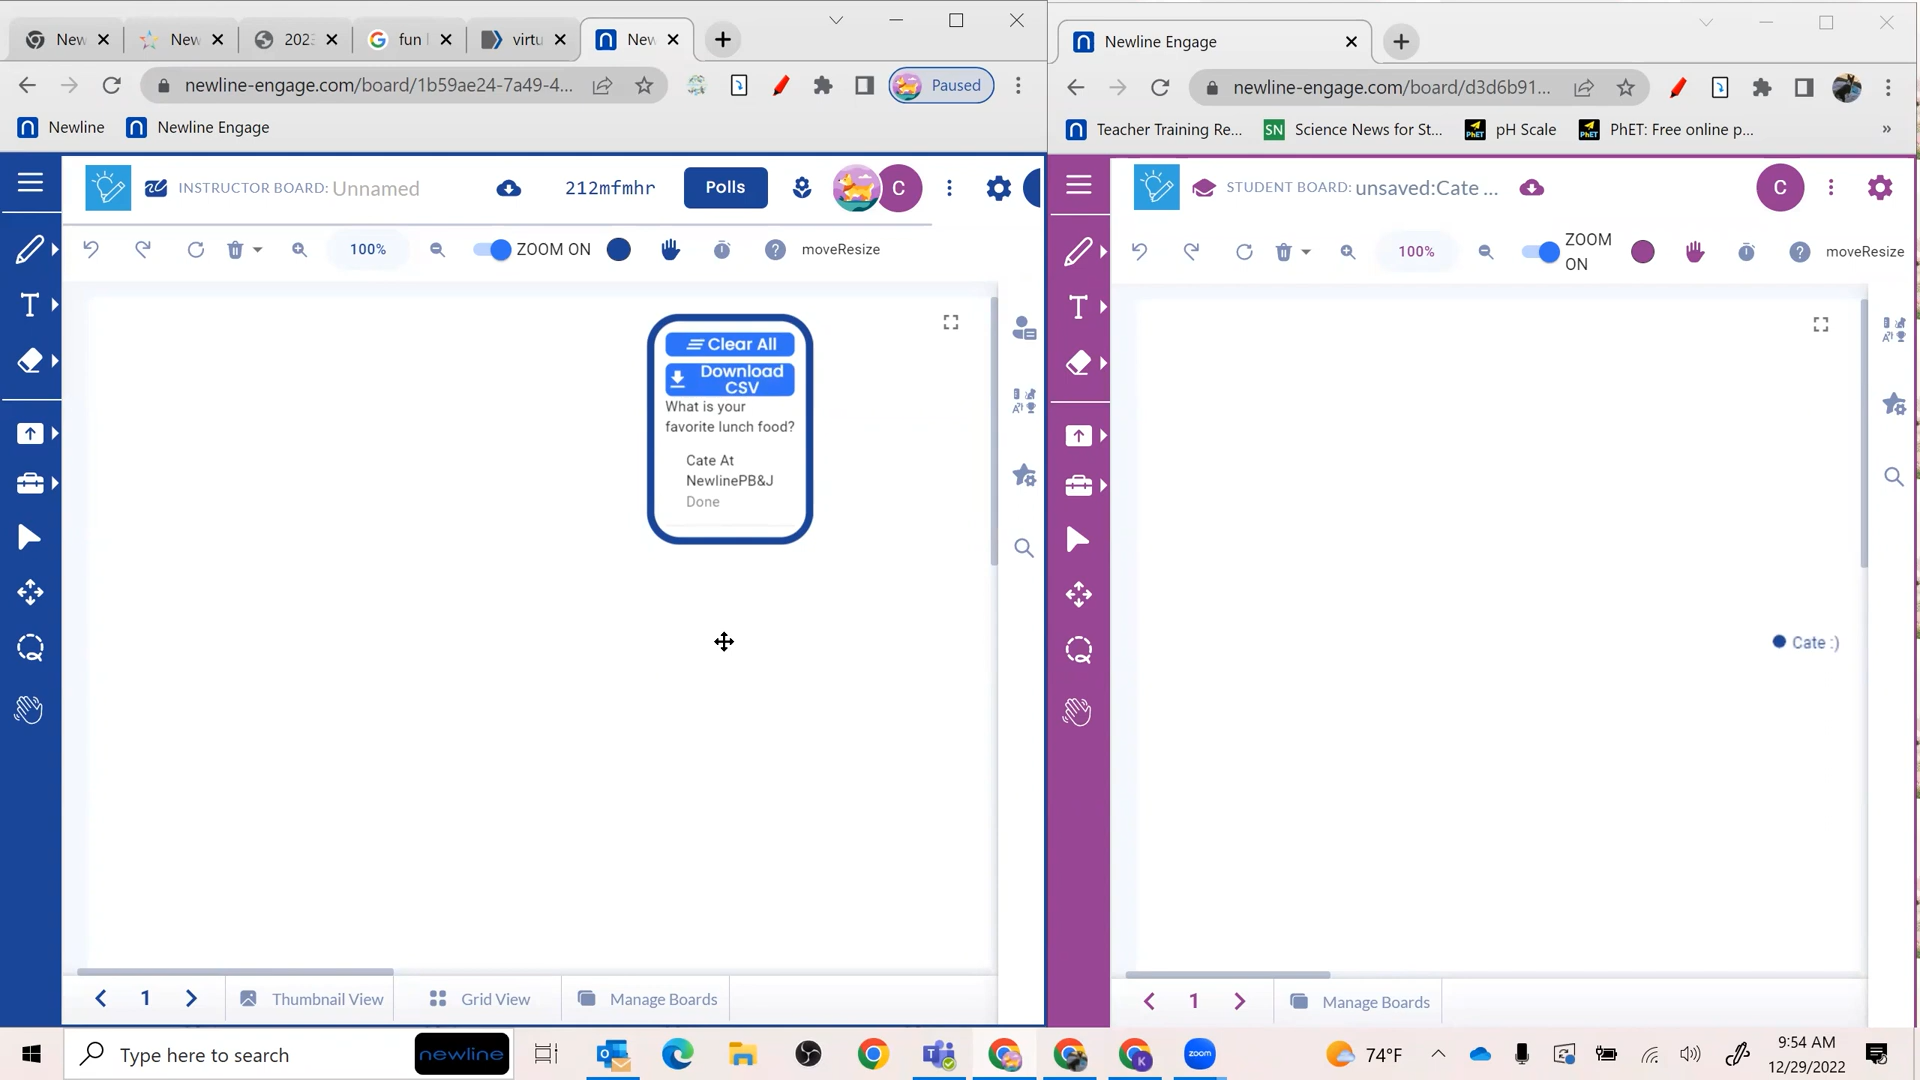 New
New
202
fun
virtu
New
Newline Engage
newline-engage.com/board/1b59ae24-7a49-4...
Paused
newline-engage.com/board/d3d6b91...
Newline
Newline Engage
Teacher Training Re...
SN
Science News for St...
pH Scale
PhET: Free online p...
»
INSTRUCTOR BOARD: Unnamed
212mfmhr
Polls
C
STUDENT BOARD: unsaved:Cate ...
C
100%
ZOOM ON
moveResize
100%
ZOOM
ON
moveResize
Clear All
Download
CSV
What is your
favorite lunch food?
Cate At
NewlinePB&J
Done
Cate :)
1
Thumbnail View
Grid View
Manage Boards
1
Manage Boards
Type here to search
newline
zoom
74°F
9:54 AM
12/29/2022